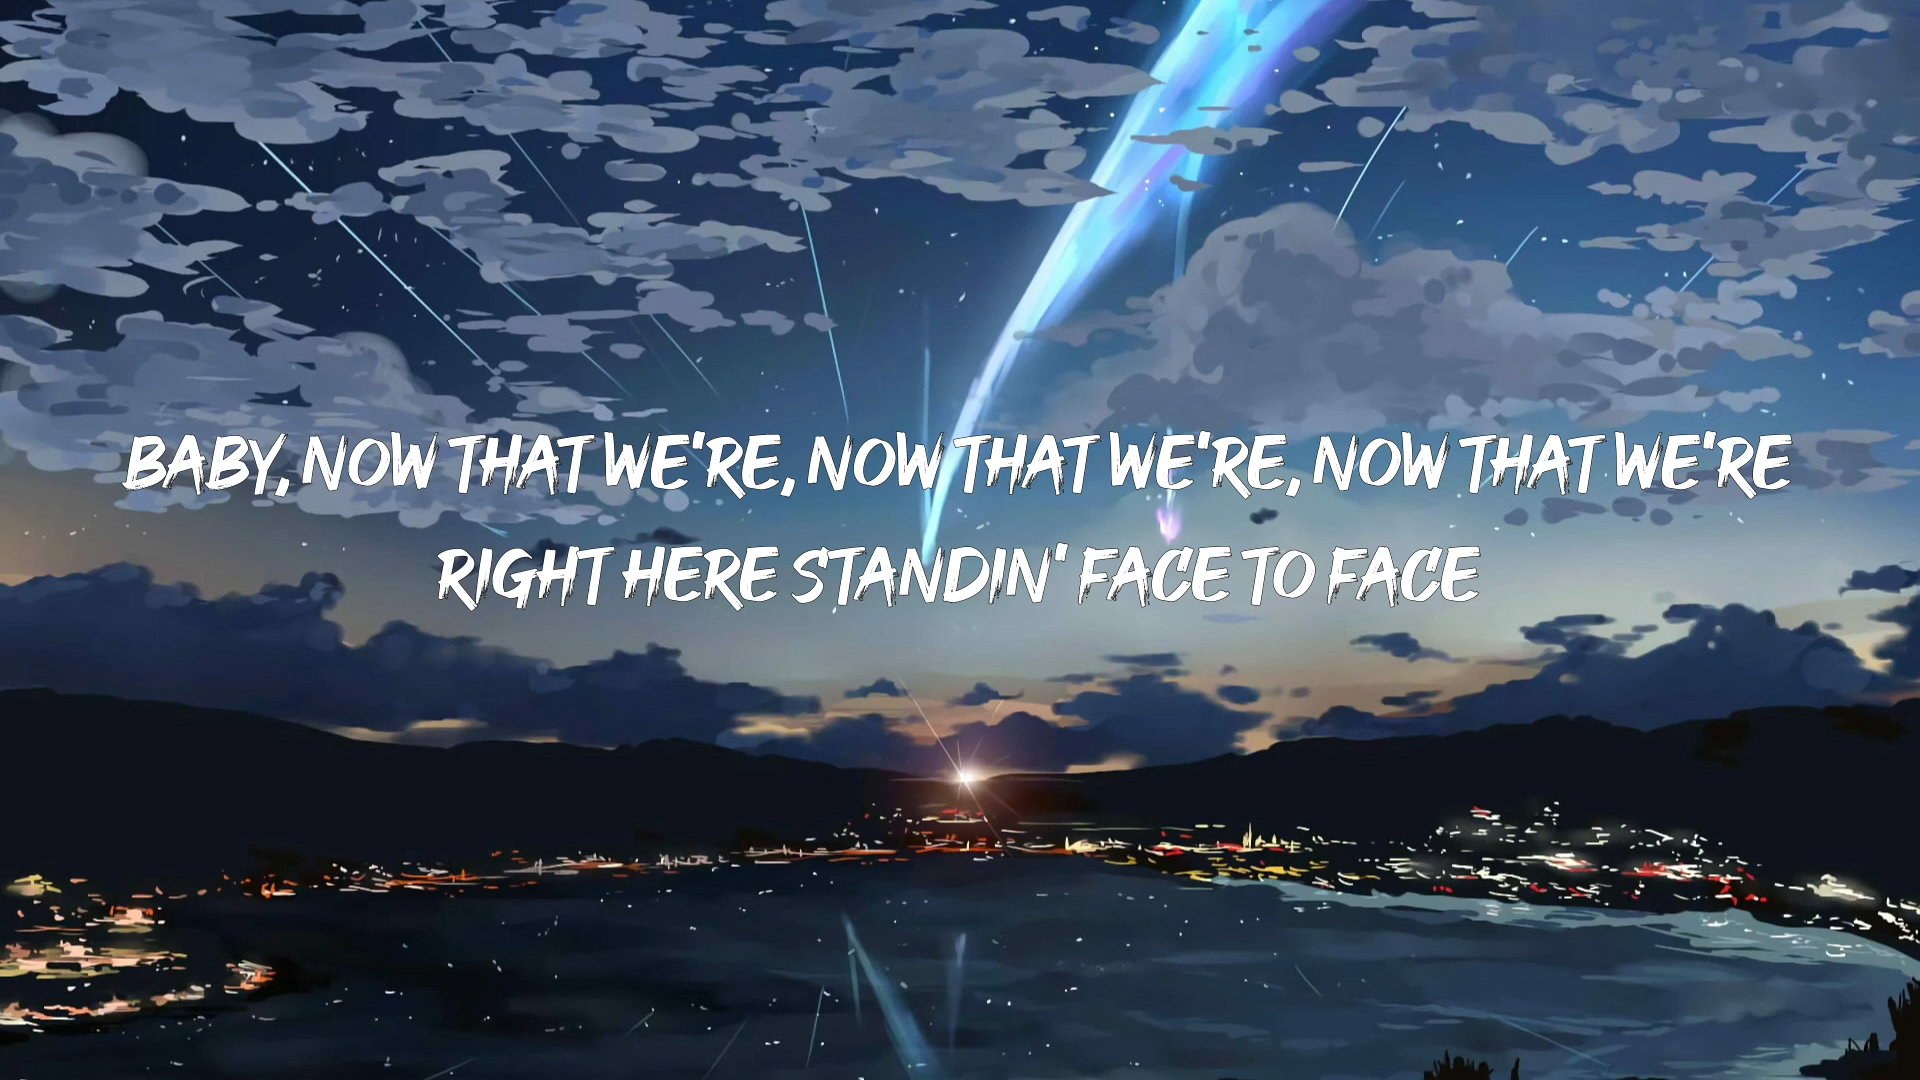 BABY, NOW THAT WE'RE, NOW THAT WE'RE, NOW THAT WE'RE
RIGHT HERE STANDIN' FACE TO FACE